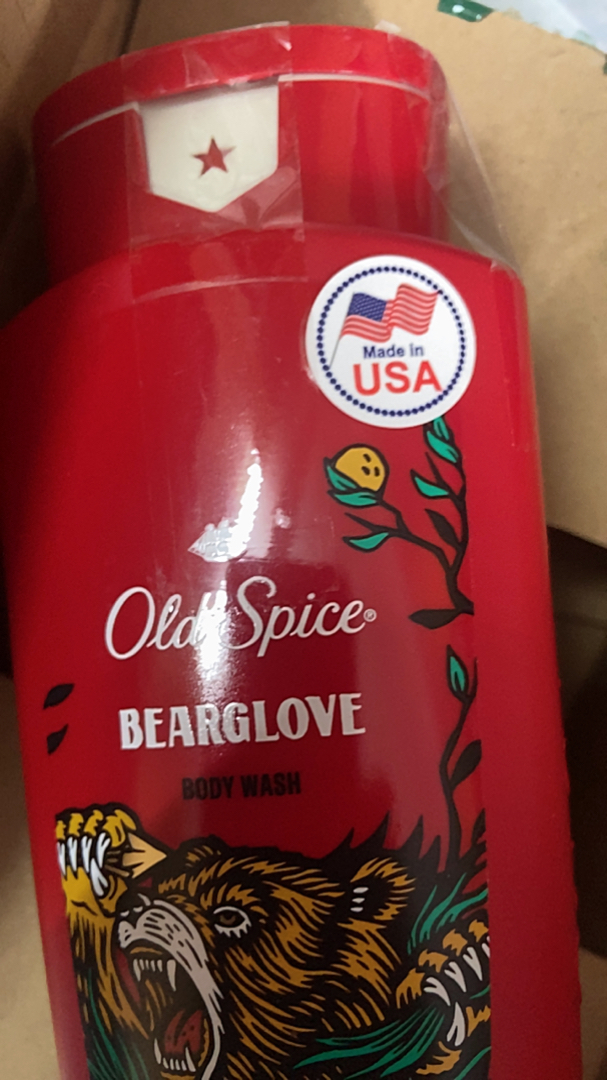 Made in
USA
Old Spice®
BEARGLOVE
BODY WASH